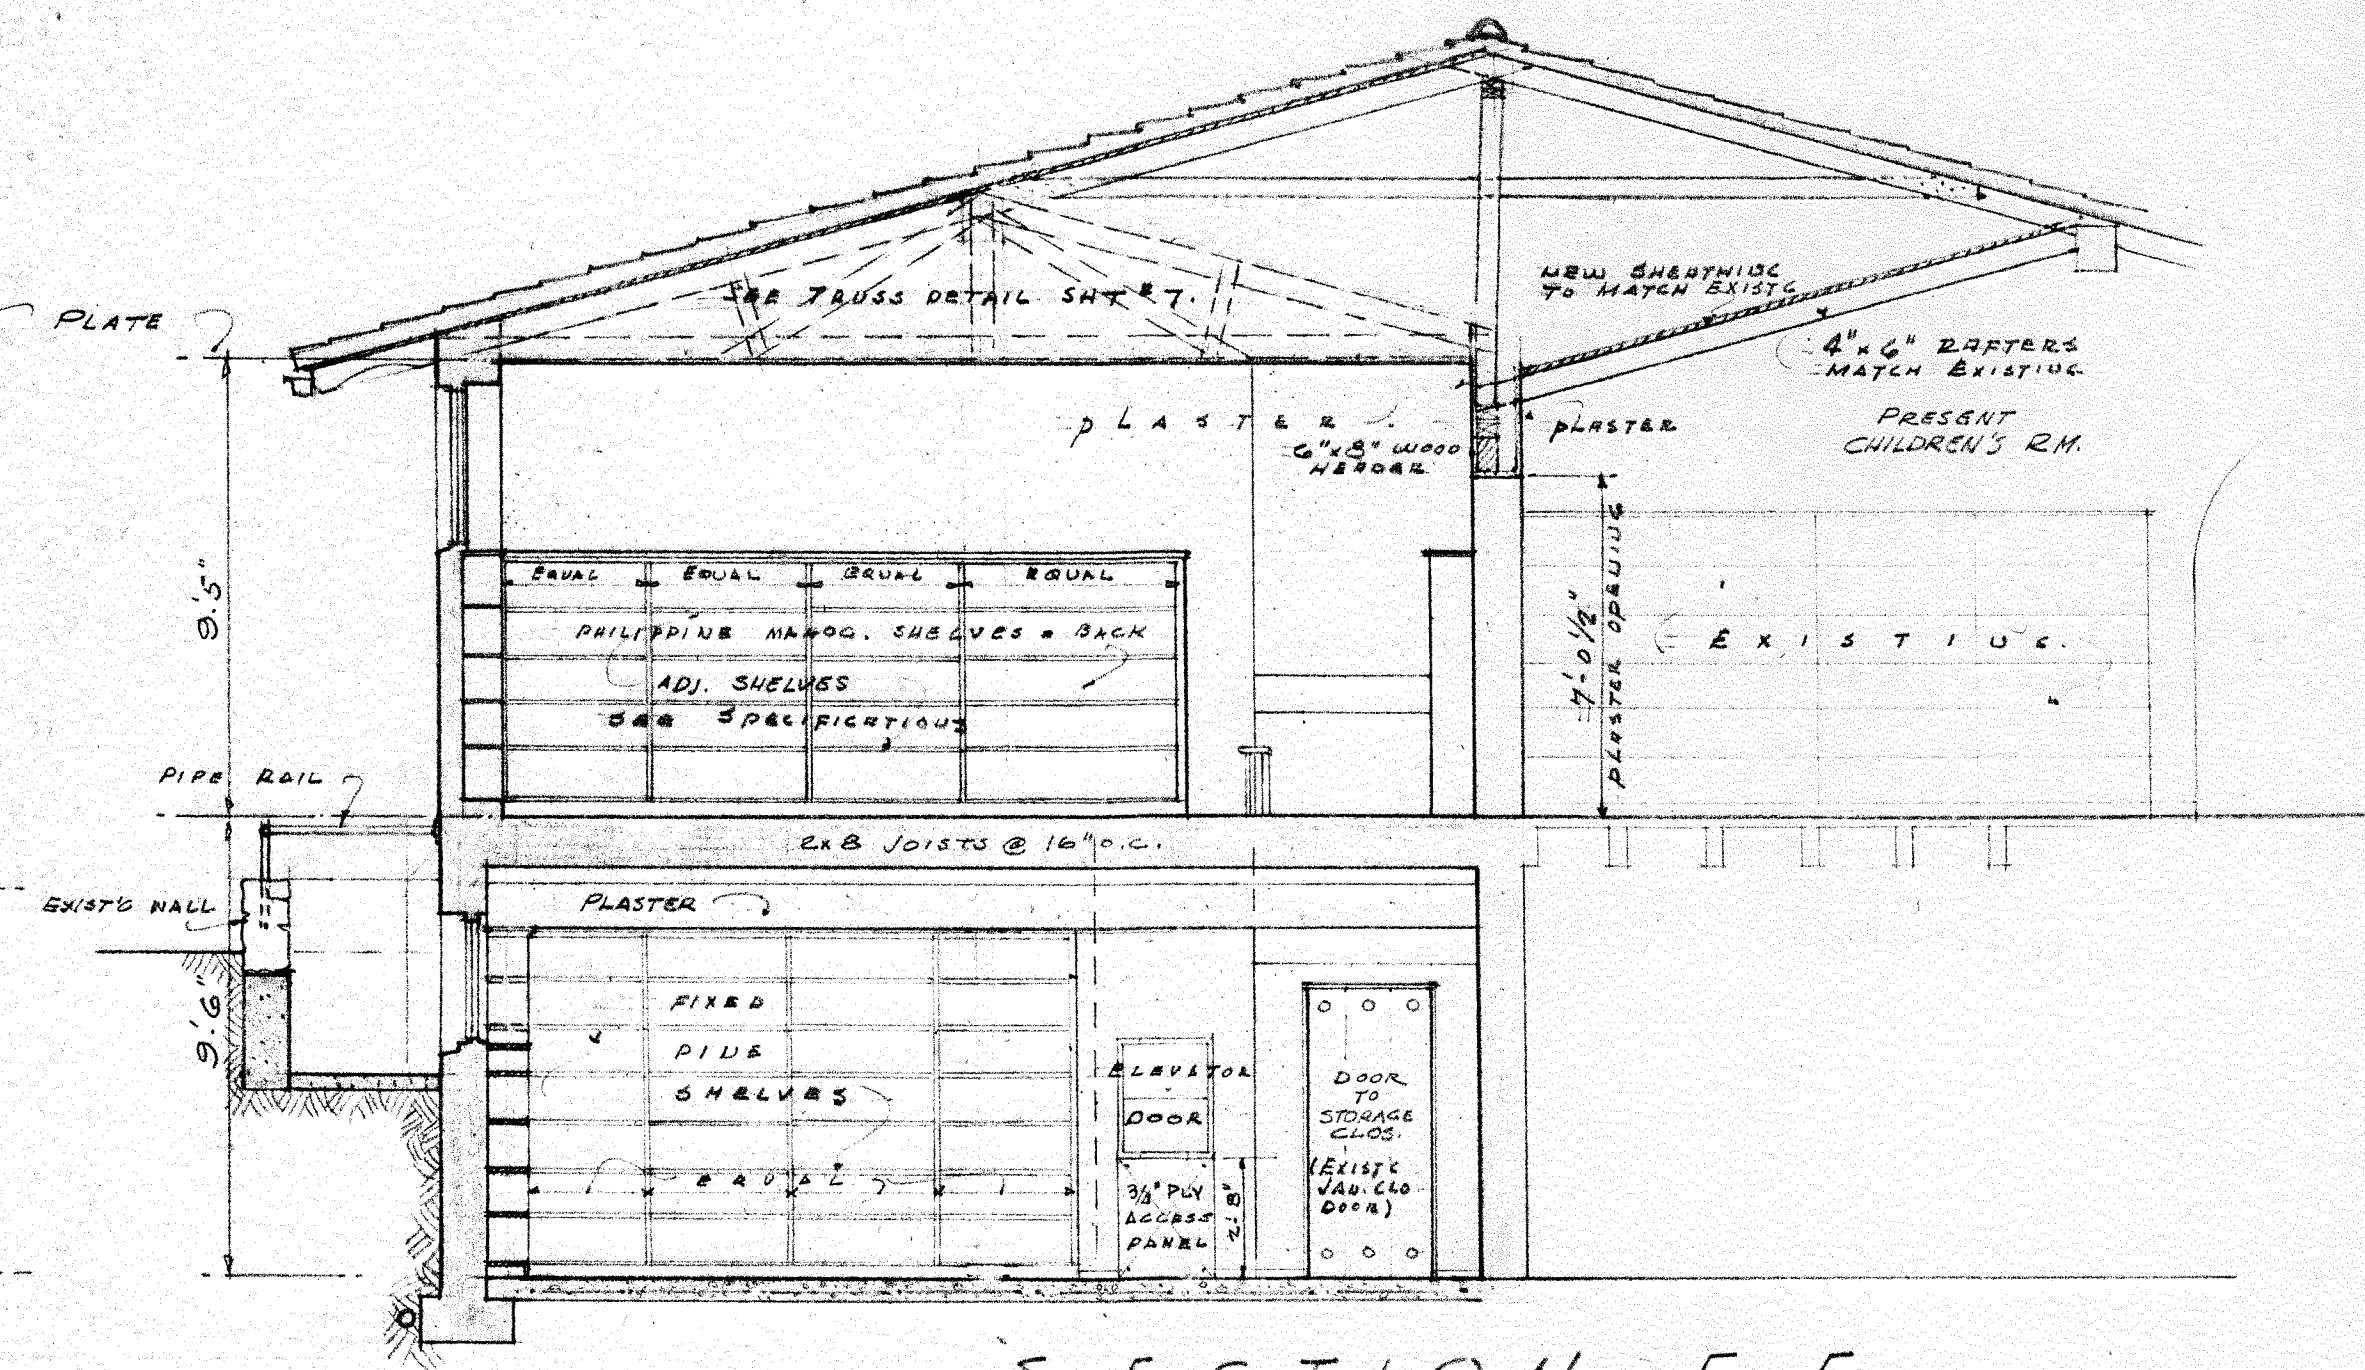 SEE TRUSS DETAIL SHT # 7.
PLATE
NEW SHEATHING
TO MATCH EXIST'G
4" x 6" RAFTERS
MATCH EXISTING
PRESENT
CHILDREN'S RM.
PLASTER
6"x8" WOOD
HEADER
PLASTER
9'.5"
EQUAL EQUAL EQUAL EQUAL
PHILIPPINE MAHOG. SHELVES & BACK
ADJ. SHELVES
SEE SPECIFICATIONS
7'-0 1/2"
PLASTER OPENING
EXISTING.
PIPE RAIL
2x8 JOISTS @ 16" O.C.
EXIST'G WALL
PLASTER
9'.6"
FIXED
PINE
SHELVES
EQUAL
ELEVATOR
DOOR
3/4" PLY
ACCESS
PANEL
2'-8"
DOOR
TO
STORAGE
CLOS.
(EXIST'G
JAN. CLO
DOOR)